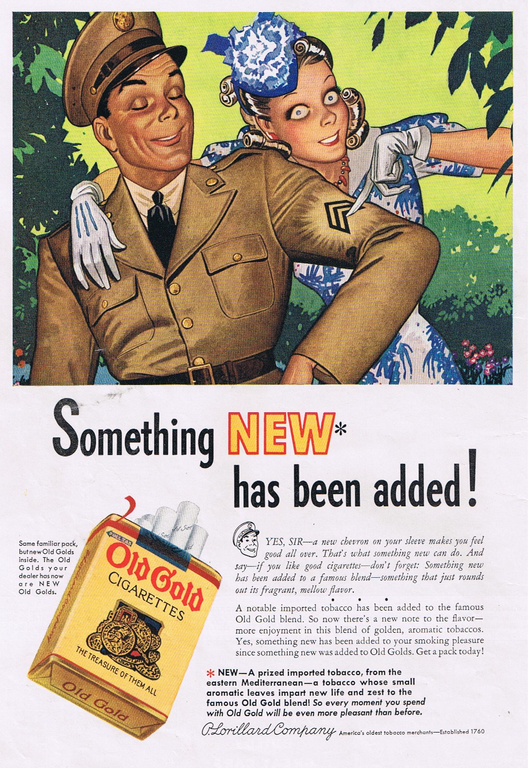 Something NEW*
has been added!
Same familiar pack,
but new Old Golds
inside. The Old
Golds your
dealer has now
are NEW
Old Golds.
Old Gold
CIGARETTES
THE TREASURE OF THEM ALL
Old Gold
YES, SIR—a new chevron on your sleeve makes you feel
good all over. That's what something new can do. And
say—if you like good cigarettes—don't forget: Something new
has been added to a famous blend—something that just rounds
out its fragrant, mellow flavor.
• • •
A notable imported tobacco has been added to the famous
Old Gold blend. So now there's a new note to the flavor—
more enjoyment in this blend of golden, aromatic tobaccos.
Yes, something new has been added to your smoking pleasure
since something new was added to Old Golds. Get a pack today!
* NEW—A prized imported tobacco, from the
eastern Mediterranean—a tobacco whose small
aromatic leaves impart new life and zest to the
famous Old Gold blend! So every moment you spend
with Old Gold will be even more pleasant than before.
P. Lorillard Company America's oldest tobacco merchants—Established 1760